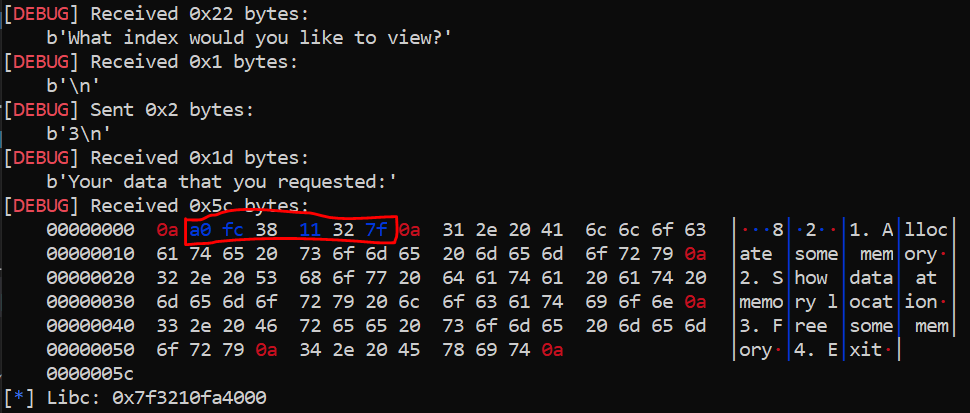 [DEBUG] Received 0x22 bytes:
b'What index would you like to view?'
[DEBUG] Received 0x1 bytes:
b'\n'
[DEBUG] Sent 0x2 bytes:
b'3\n'
[DEBUG] Received 0x1d bytes:
b'Your data that you requested:'
[DEBUG] Received 0x5c bytes:
00000000 0a a0 fc 38 11 32 7f 0a 31 2e 20 41 6c 6c 6f 63 │···8│·2··│1. A│lloc│
00000010 61 74 65 20 73 6f 6d 65 20 6d 65 6d 6f 72 79 0a │ate │some│ mem│ory·│
00000020 32 2e 20 53 68 6f 77 20 64 61 74 61 20 61 74 20 │2. S│how │data│ at │
00000030 6d 65 6d 6f 72 79 20 6c 6f 63 61 74 69 6f 6e 0a │memo│ry l│ocat│ion·│
00000040 33 2e 20 46 72 65 65 20 73 6f 6d 65 20 6d 65 6d │3. F│ree │some│ mem│
00000050 6f 72 79 0a 34 2e 20 45 78 69 74 0a │ory·│4. E│xit·│
0000005c
[*] Libc: 0x7f3210fa4000